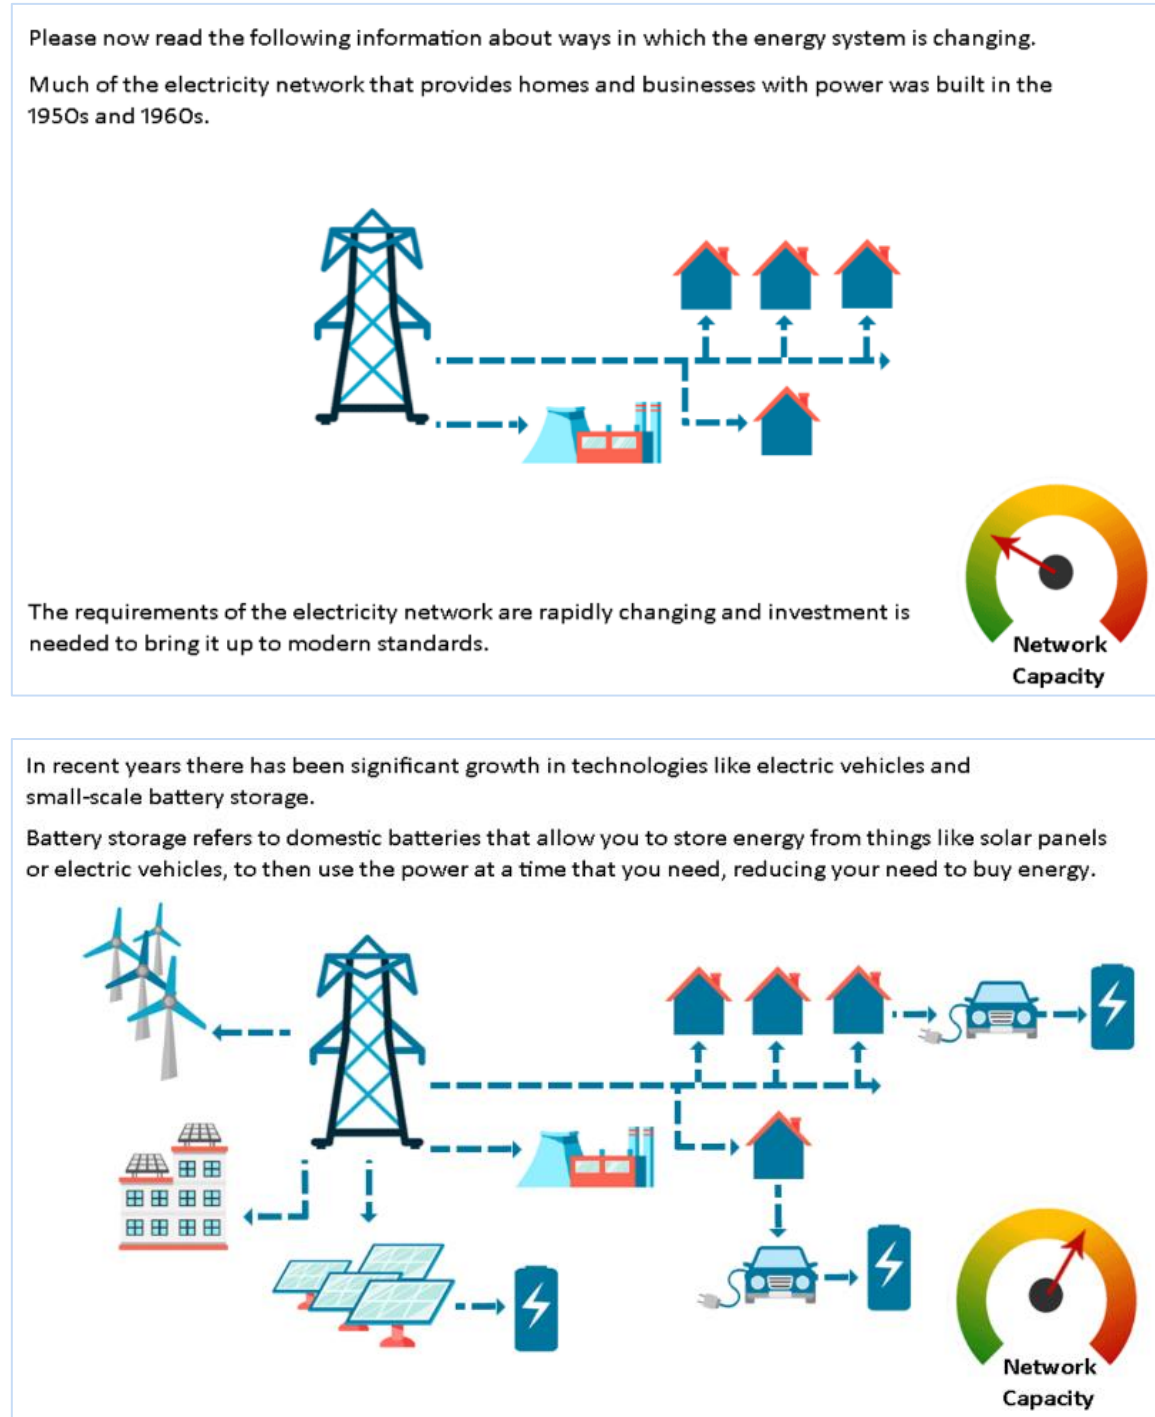 Please now read the following information about ways in which the energy system is changing.
Much of the electricity network that provides homes and businesses with power was built in the
1950s and 1960s.
The requirements of the electricity network are rapidly changing and investment is
needed to bring it up to modern standards.
Network
Capacity
In recent years there has been significant growth in technologies like electric vehicles and
small-scale battery storage.
Battery storage refers to domestic batteries that allow you to store energy from things like solar panels
or electric vehicles, to then use the power at a time that you need, reducing your need to buy energy.
Network
Capacity